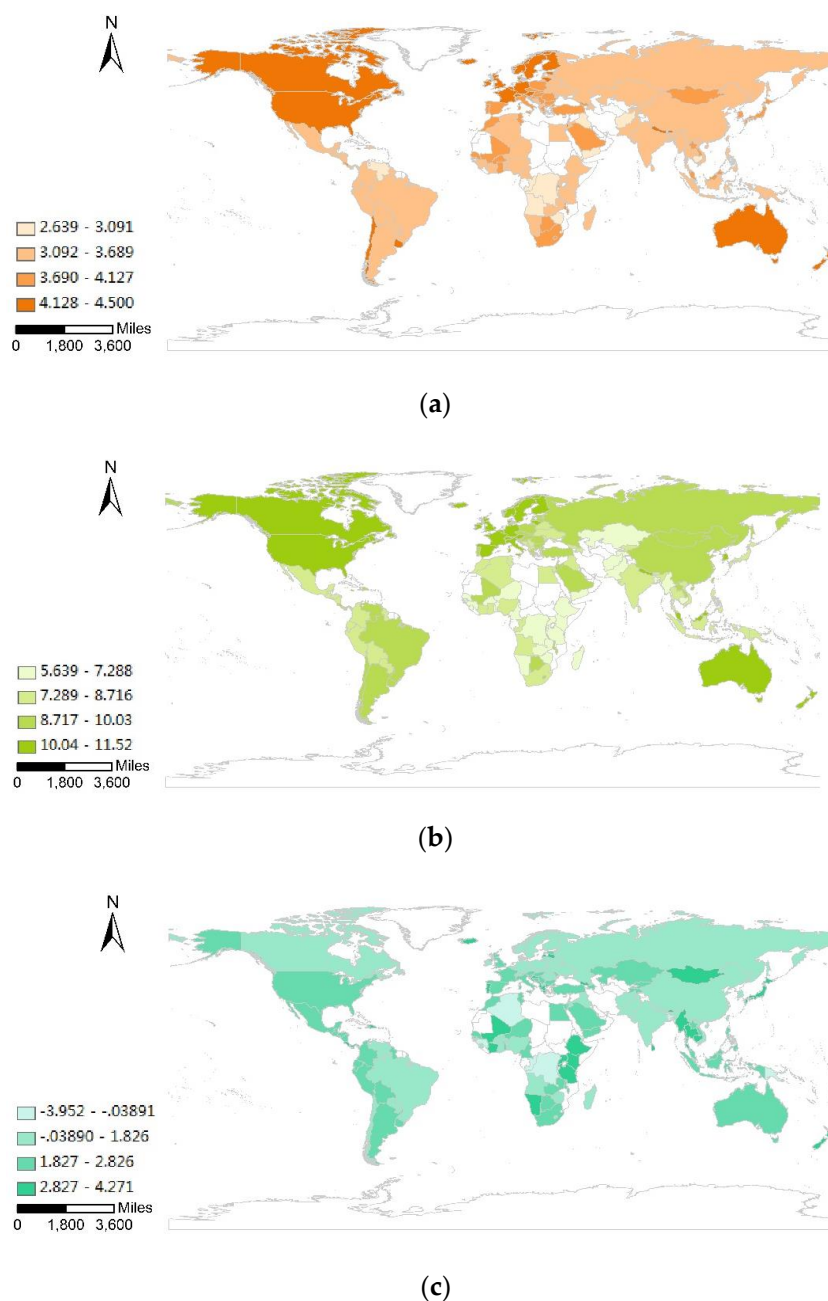 N
2.639 - 3.091
3.092 - 3.689
3.690 - 4.127
4.128 - 4.500
Miles
0 1,800 3,600
(a)
N
5.639 - 7.288
7.289 - 8.716
8.717 - 10.03
10.04 - 11.52
Miles
0 1,800 3,600
(b)
N
-3.952 - -.03891
-.03890 - 1.826
1.827 - 2.826
2.827 - 4.271
Miles
0 1,800 3,600
(c)